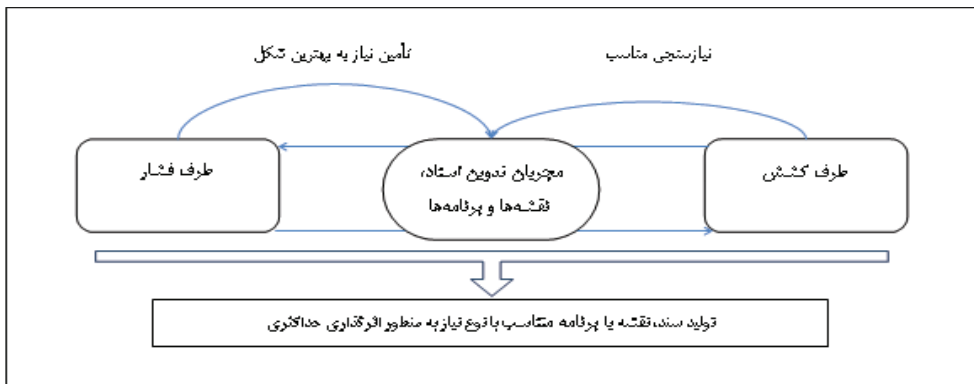 نیازسنجی مناسب
تأمین نیاز به بهترین شکل
طرف کشش
مجریان تدوین اسناد،
نقشه‌ها و برنامه‌ها
طرف فشار
تولید سند، نقشه یا برنامه متناسب با نوع نیاز به منظور اثرگذاری حداکثری